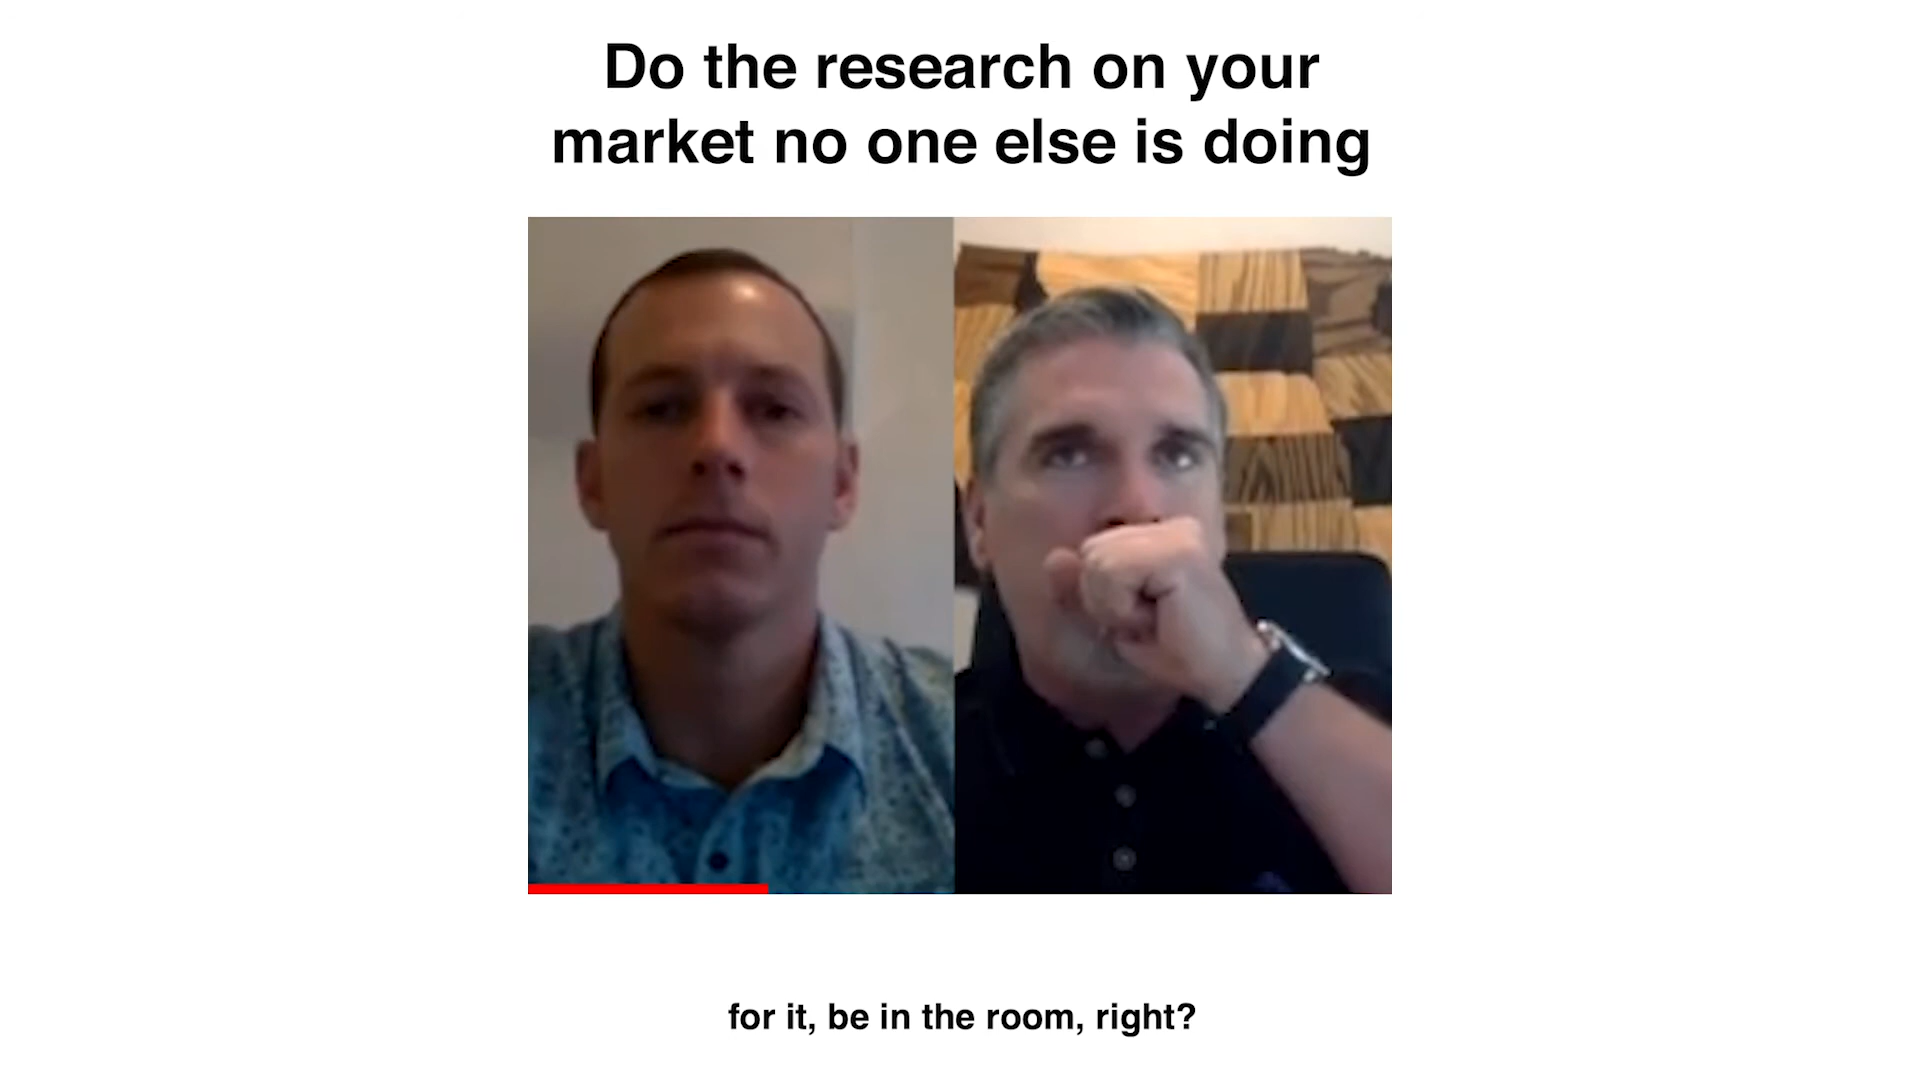 Do the research on your
market no one else is doing
for it, be in the room, right?